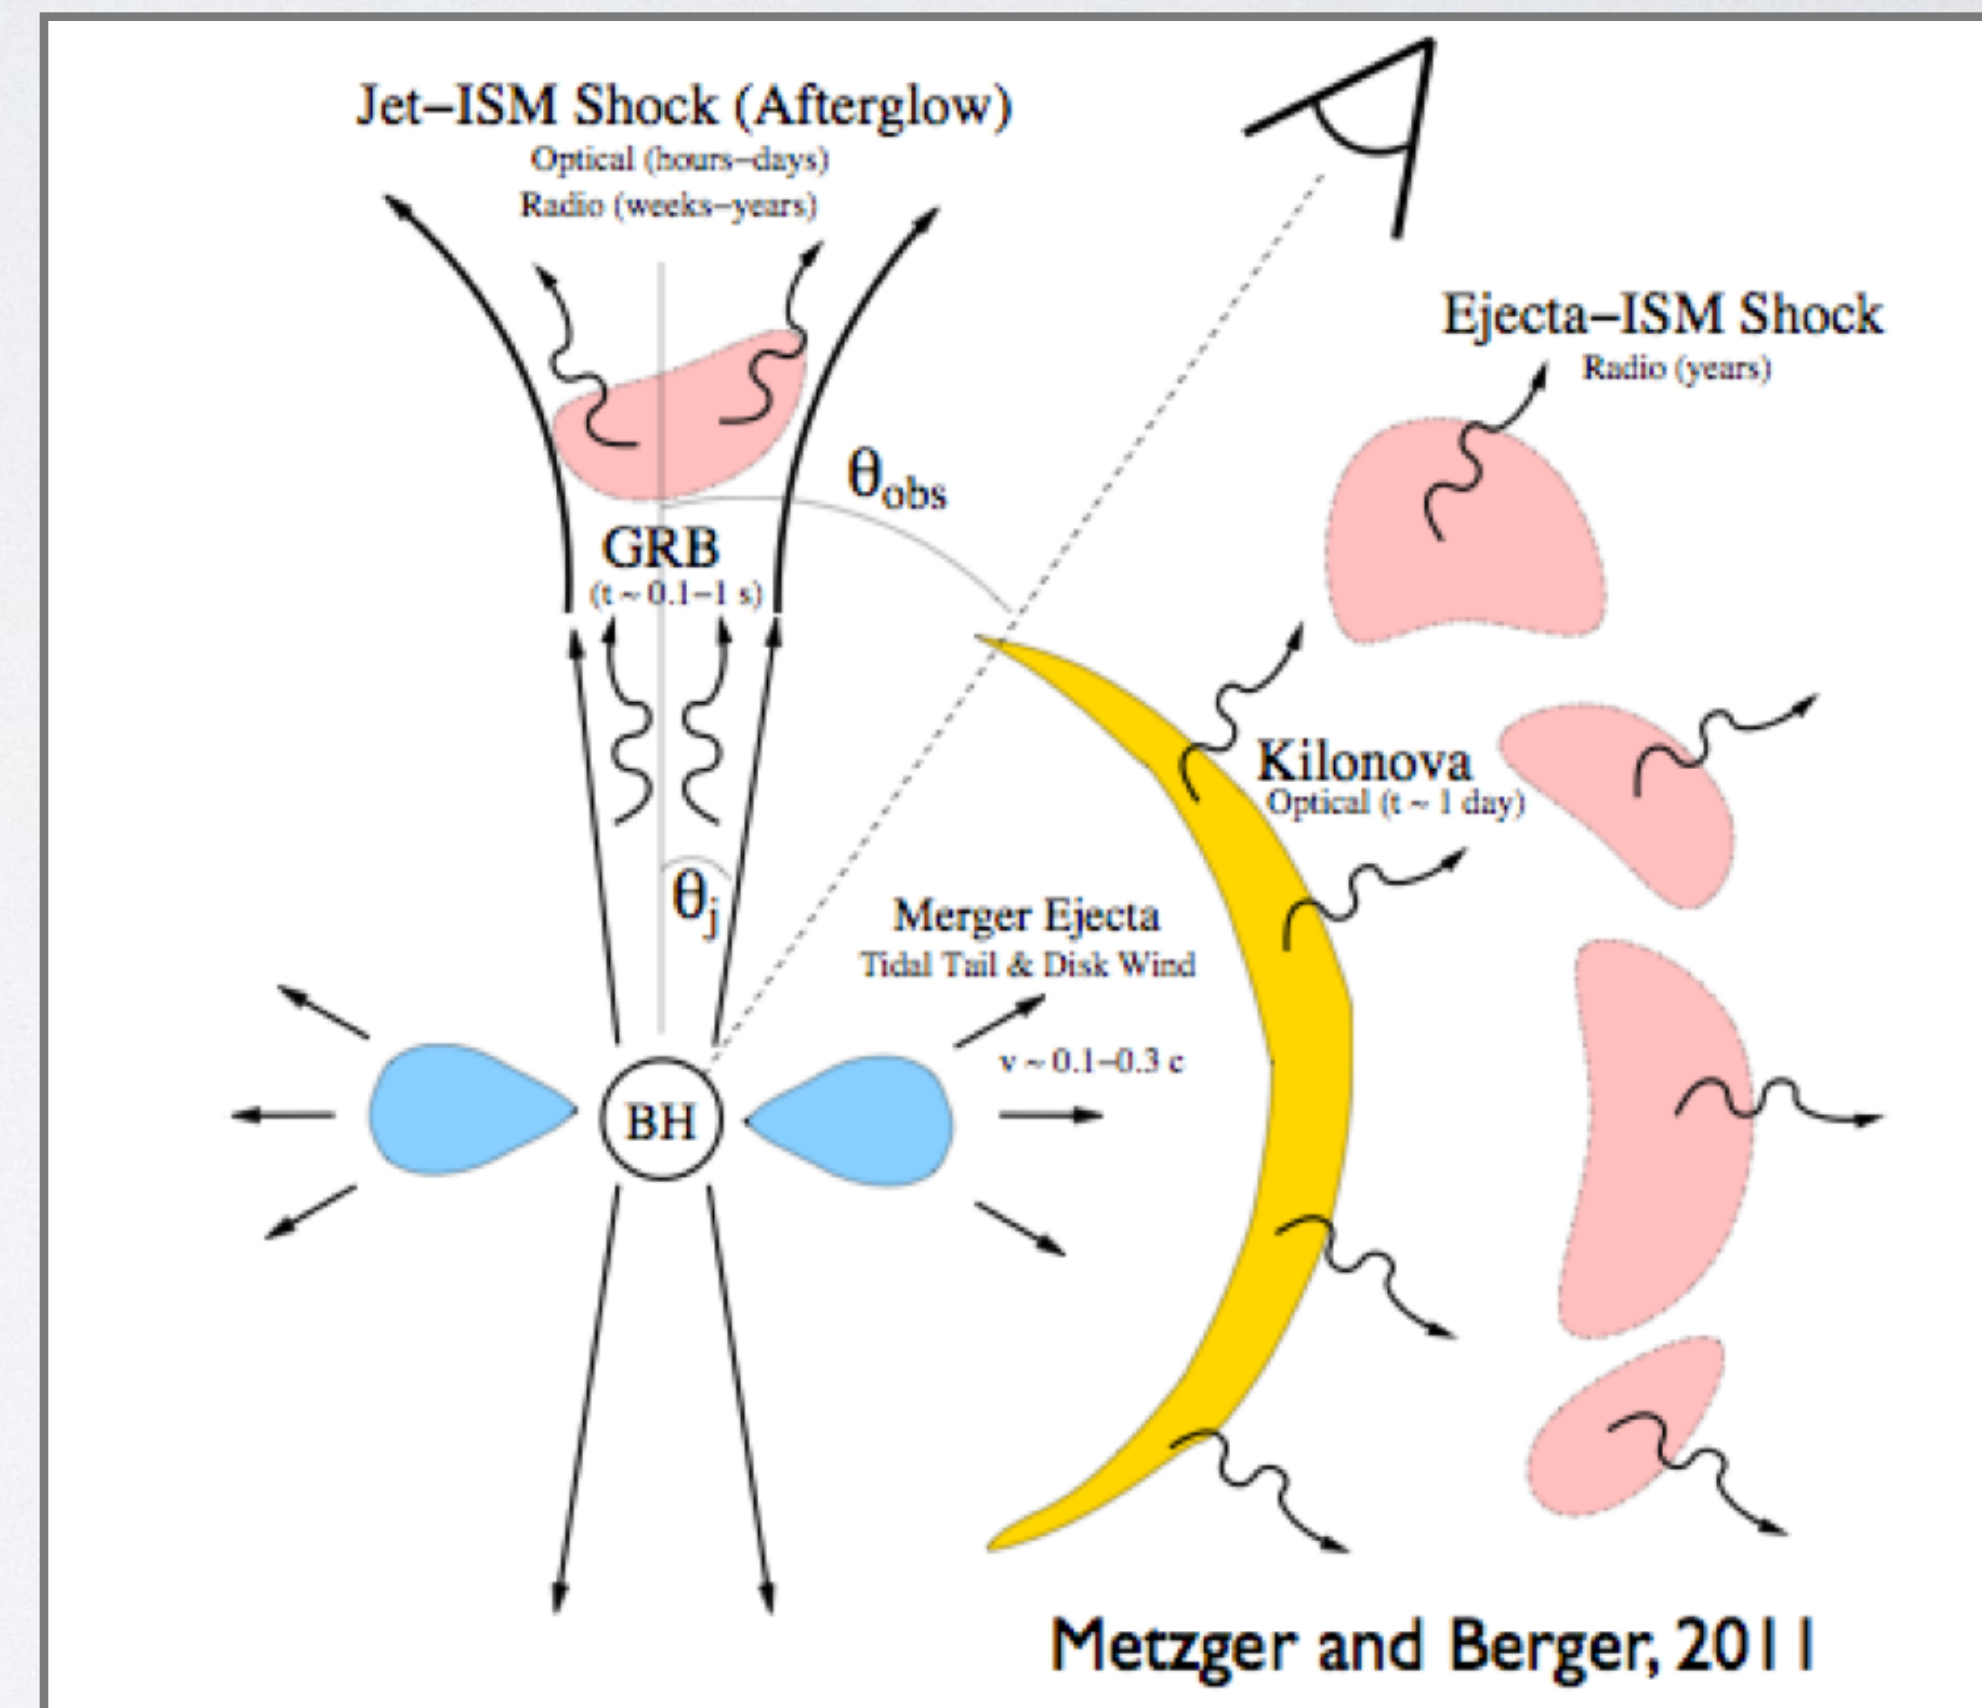 Jet–ISM Shock (Afterglow)
Optical (hours–days)
Radio (weeks–years)
Ejecta–ISM Shock
Radio (years)
θobs
GRB
(t ~ 0.1–1 s)
Kilonova
Optical (t ~ 1 day)
θj
Merger Ejecta
Tidal Tail & Disk Wind
v ~ 0.1–0.3 c
BH
Metzger and Berger, 2011